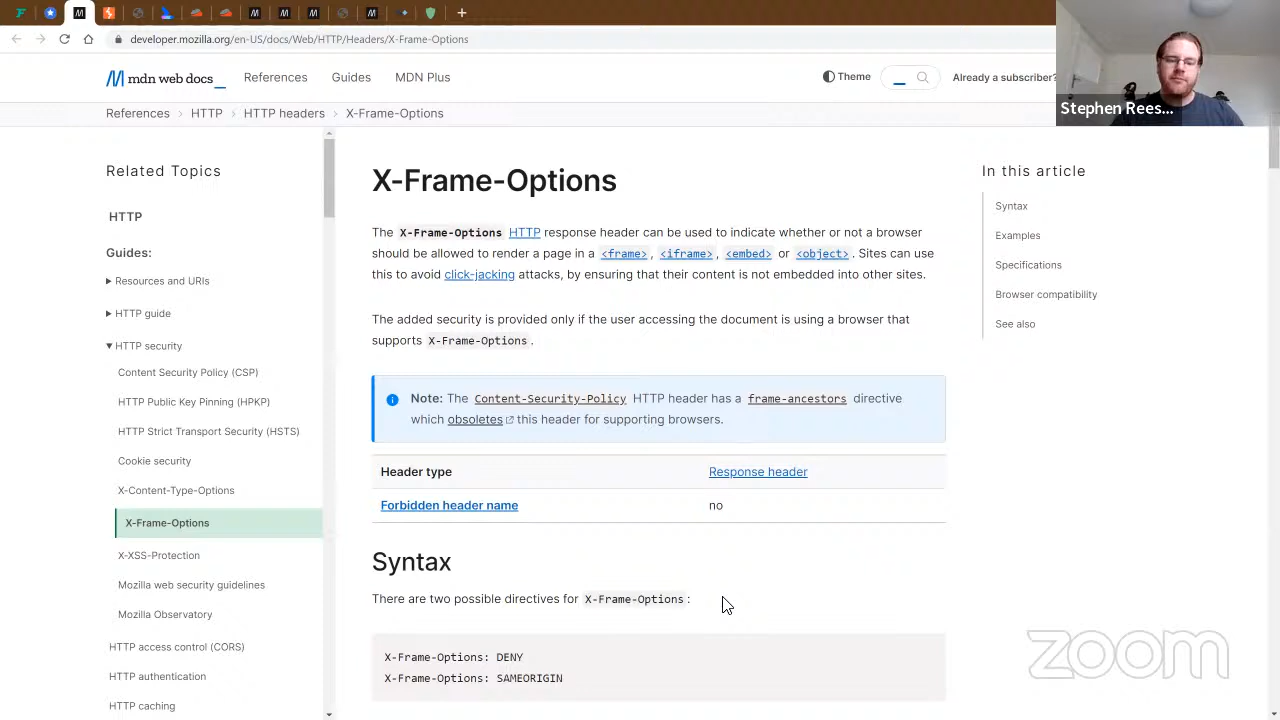 developer.mozilla.org/en-US/docs/Web/HTTP/Headers/X-Frame-Options
mdn web docs_
References
Guides
MDN Plus
Theme
Already a subscriber?
Stephen Rees...
References
HTTP
HTTP headers
X-Frame-Options
Related Topics
HTTP
Guides:
Resources and URIs
HTTP guide
HTTP security
Content Security Policy (CSP)
HTTP Public Key Pinning (HPKP)
HTTP Strict Transport Security (HSTS)
Cookie security
X-Content-Type-Options
X-Frame-Options
X-XSS-Protection
Mozilla web security guidelines
Mozilla Observatory
HTTP access control (CORS)
HTTP authentication
HTTP caching
X-Frame-Options
The X-Frame-Options HTTP response header can be used to indicate whether or not a browser
should be allowed to render a page in a <frame>, <iframe>, <embed> or <object>. Sites can use
this to avoid click-jacking attacks, by ensuring that their content is not embedded into other sites.
The added security is provided only if the user accessing the document is using a browser that
supports X-Frame-Options.
Note: The Content-Security-Policy HTTP header has a frame-ancestors directive
which obsoletes this header for supporting browsers.
Header type Response header
Forbidden header name no
Syntax
There are two possible directives for X-Frame-Options:
X-Frame-Options: DENY
X-Frame-Options: SAMEORIGIN
In this article
Syntax
Examples
Specifications
Browser compatibility
See also
zoom